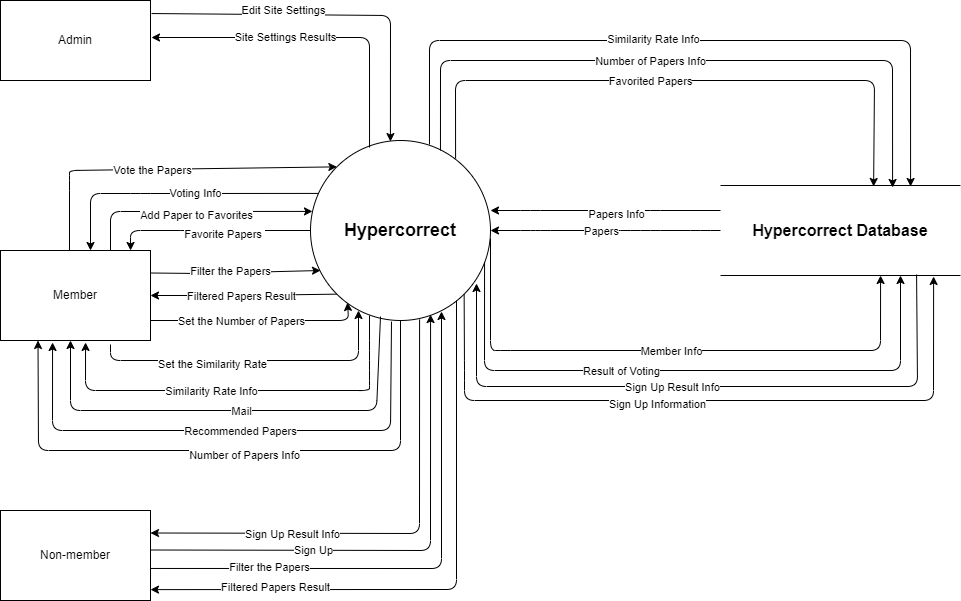 Edit Site Settings
Admin
Site Settings Results
Similarity Rate Info
Number of Papers Info
Favorited Papers
Vote the Papers
Voting Info
Add Paper to Favorites
Favorite Papers
Hypercorrect
Papers Info
Papers
Hypercorrect Database
Filter the Papers
Member
Filtered Papers Result
Set the Number of Papers
Member Info
Set the Similarity Rate
Result of Voting
Similarity Rate Info
Sign Up Result Info
Mail
Sign Up Information
Recommended Papers
Number of Papers Info
Sign Up Result Info
Sign Up
Non-member
Filter the Papers
Filtered Papers Result